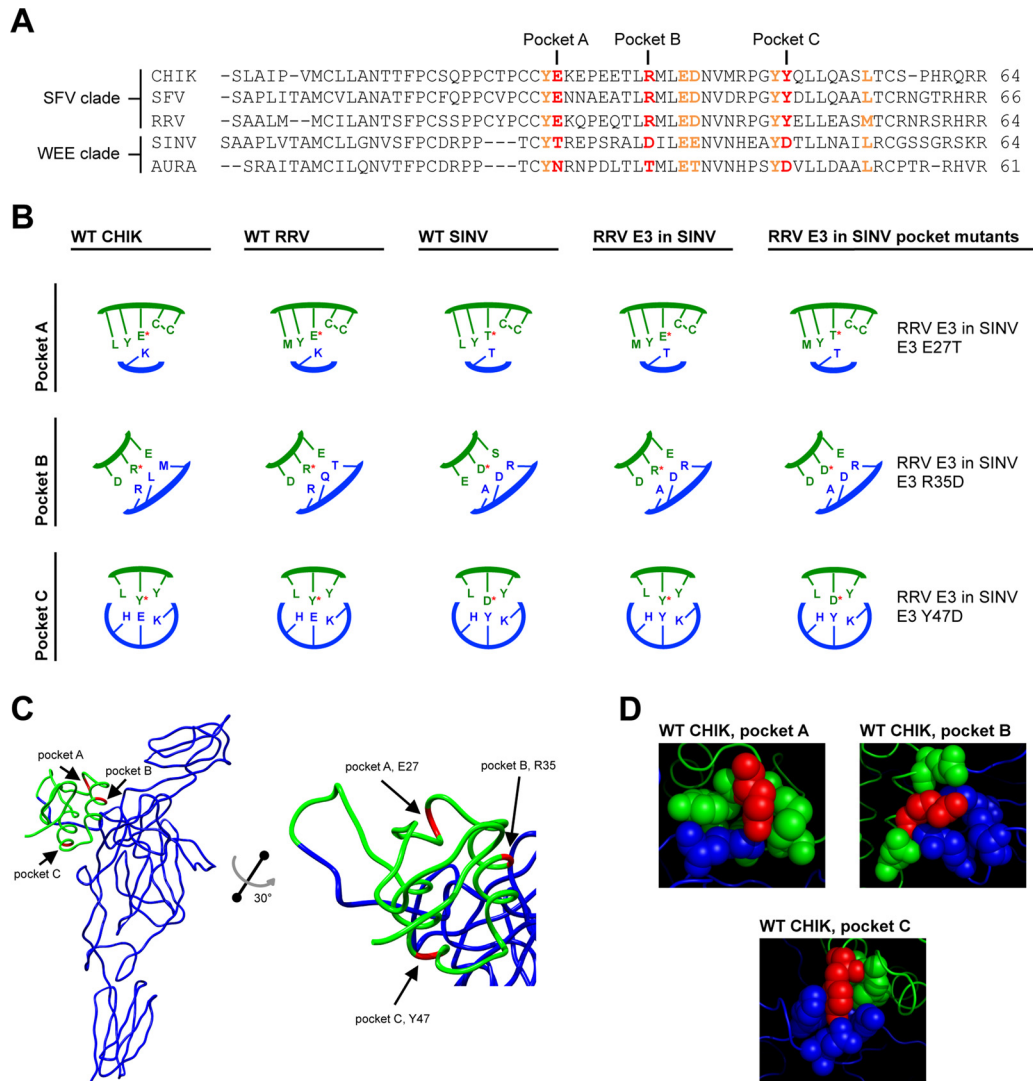 A
Pocket A Pocket B Pocket C
SFV clade
CHIK -SLAIP-VMCLLANTTFPCSQPPCTPCCYEKEPEETLRMLEDNVMRPGYYQLLQASLTCS-PHRQRR 64
SFV -SAPLITAMCVLANATFPCFQPPCVPCCYENNAEATLRMLEDNVDRPGYYDLLQAALTCRNGTRHRR 66
RRV -SAALM--MCILANTSFPCSSPPCYPCCYEKQPEQTLRMLEDNVNRPGYYELLEASMTCRNRSRHRR 64
WEE clade
SINV SAAPLVTAMCLLGNVSFPCDRPP---TCYTREPSRALDILEENVNHEAYDTLLNAILRCGSSGRSKR 64
AURA --SRAITAMCILQNVTFPCDRPP---TCYNRNPDLTLTMLETNVNHPSYDVLLDAALRCPTR-RHVR 61
B
WT CHIK WT RRV WT SINV RRV E3 in SINV RRV E3 in SINV pocket mutants
Pocket A
L Y E* C C
K
M Y E* C C
K
L Y T* C C
T
M Y E* C C
T
M Y T* C C
T
RRV E3 in SINV
E3 E27T
Pocket B
D R* E
R L M
D R* E
R Q T
E D* S
A D R
D R* E
A D R
D D* E
A D R
RRV E3 in SINV
E3 R35D
Pocket C
L Y* Y
H E K
L Y* Y
H E K
L D* Y
H Y K
L Y* Y
H Y K
L D* Y
H Y K
RRV E3 in SINV
E3 Y47D
C
pocket A
pocket B
pocket C
30°
pocket A, E27
pocket B, R35
pocket C, Y47
D
WT CHIK, pocket A
WT CHIK, pocket B
WT CHIK, pocket C